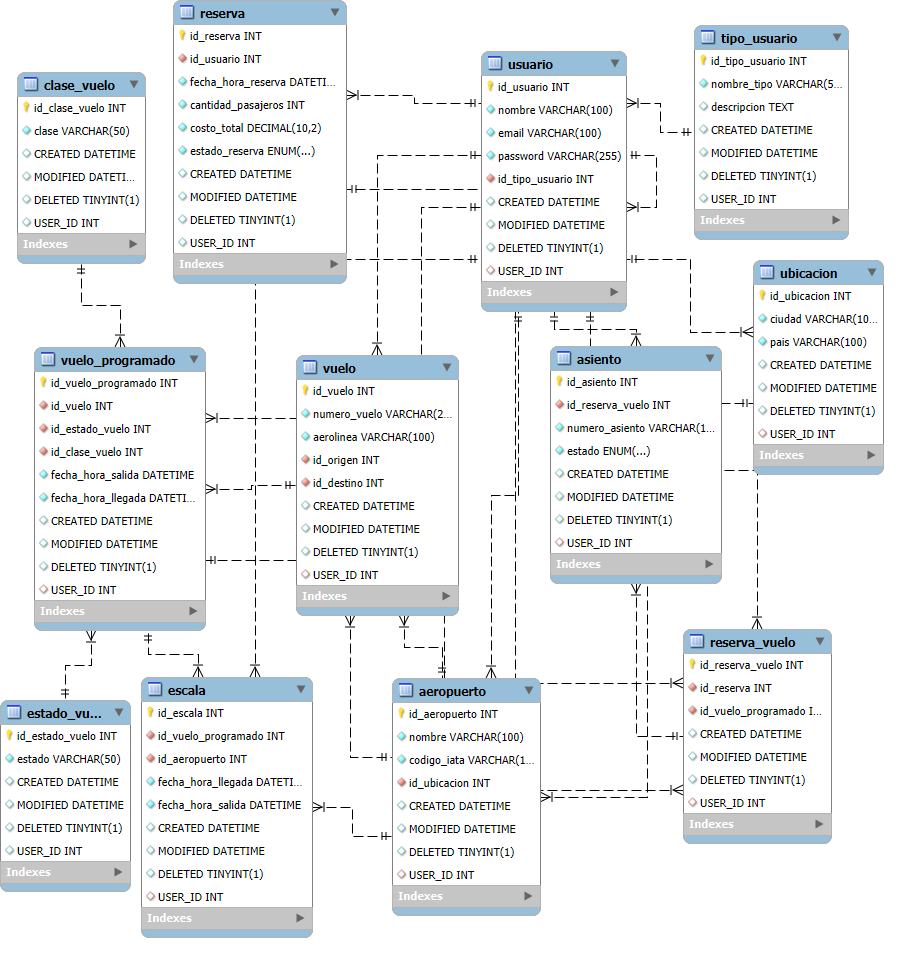 reserva
id_reserva INT
id_usuario INT
fecha_hora_reserva DATETI...
cantidad_pasajeros INT
costo_total DECIMAL(10,2)
estado_reserva ENUM(...)
CREATED DATETIME
MODIFIED DATETIME
DELETED TINYINT(1)
USER_ID INT
Indexes
tipo_usuario
id_tipo_usuario INT
nombre_tipo VARCHAR(5...
descripcion TEXT
CREATED DATETIME
MODIFIED DATETIME
DELETED TINYINT(1)
USER_ID INT
Indexes
usuario
id_usuario INT
nombre VARCHAR(100)
email VARCHAR(100)
password VARCHAR(255)
id_tipo_usuario INT
CREATED DATETIME
MODIFIED DATETIME
DELETED TINYINT(1)
USER_ID INT
Indexes
clase_vuelo
id_clase_vuelo INT
clase VARCHAR(50)
CREATED DATETIME
MODIFIED DATETI...
DELETED TINYINT(1)
USER_ID INT
Indexes
ubicacion
id_ubicacion INT
ciudad VARCHAR(10...
pais VARCHAR(100)
CREATED DATETIME
MODIFIED DATETIME
DELETED TINYINT(1)
USER_ID INT
Indexes
vuelo_programado
id_vuelo_programado INT
id_vuelo INT
id_estado_vuelo INT
id_clase_vuelo INT
fecha_hora_salida DATETIME
fecha_hora_llegada DATETI...
CREATED DATETIME
MODIFIED DATETIME
DELETED TINYINT(1)
USER_ID INT
Indexes
vuelo
id_vuelo INT
numero_vuelo VARCHAR(2...
aerolinea VARCHAR(100)
id_origen INT
id_destino INT
CREATED DATETIME
MODIFIED DATETIME
DELETED TINYINT(1)
USER_ID INT
Indexes
asiento
id_asiento INT
id_reserva_vuelo INT
numero_asiento VARCHAR(1...
estado ENUM(...)
CREATED DATETIME
MODIFIED DATETIME
DELETED TINYINT(1)
USER_ID INT
Indexes
reserva_vuelo
id_reserva_vuelo INT
id_reserva INT
id_vuelo_programado I...
CREATED DATETIME
MODIFIED DATETIME
DELETED TINYINT(1)
USER_ID INT
Indexes
estado_vu...
id_estado_vuelo INT
estado VARCHAR(50)
CREATED DATETIME
MODIFIED DATETIME
DELETED TINYINT(1)
USER_ID INT
Indexes
escala
id_escala INT
id_vuelo_programado INT
id_aeropuerto INT
fecha_hora_llegada DATETI...
fecha_hora_salida DATETIME
CREATED DATETIME
MODIFIED DATETIME
DELETED TINYINT(1)
USER_ID INT
Indexes
aeropuerto
id_aeropuerto INT
nombre VARCHAR(100)
codigo_iata VARCHAR(1...
id_ubicacion INT
CREATED DATETIME
MODIFIED DATETIME
DELETED TINYINT(1)
USER_ID INT
Indexes